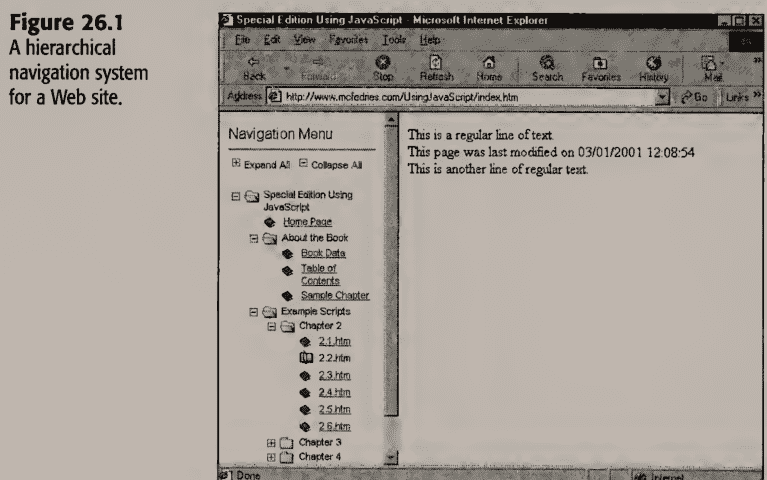 Figure 26.1
A hierarchical
navigation system
for a Web site.
Special Edition Using JavaScript - Microsoft Internet Explorer
File Edit View Favorites Tools Help
Back Forward Stop Refresh Home Search Favorites History Mail »
Address http://www.mcfedries.com/UsingJavaScript/index.htm Go Links »
Navigation Menu
Expand All Collapse All
Special Edition Using
JavaScript
Home Page
About the Book
Book Data
Table of
Contents
Sample Chapter
Example Scripts
Chapter 2
2.1.htm
2.2.htm
2.3.htm
2.4.htm
2.5.htm
2.6.htm
Chapter 3
Chapter 4
This is a regular line of text.
This page was last modified on 03/01/2001 12:08:54
This is another line of regular text.
Done
Internet